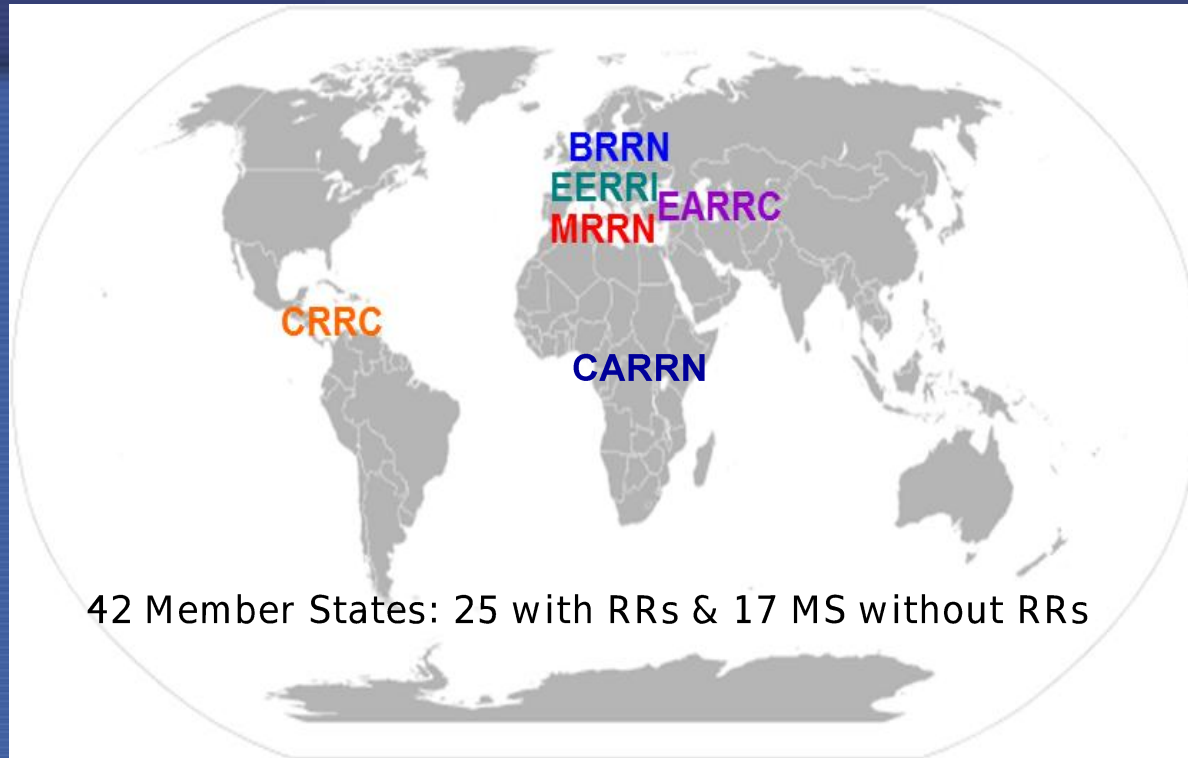 BRRN
EERRI
EARRC
MRRN
CRRC
CARRN
42 Member States: 25 with RRs & 17 MS without RRs